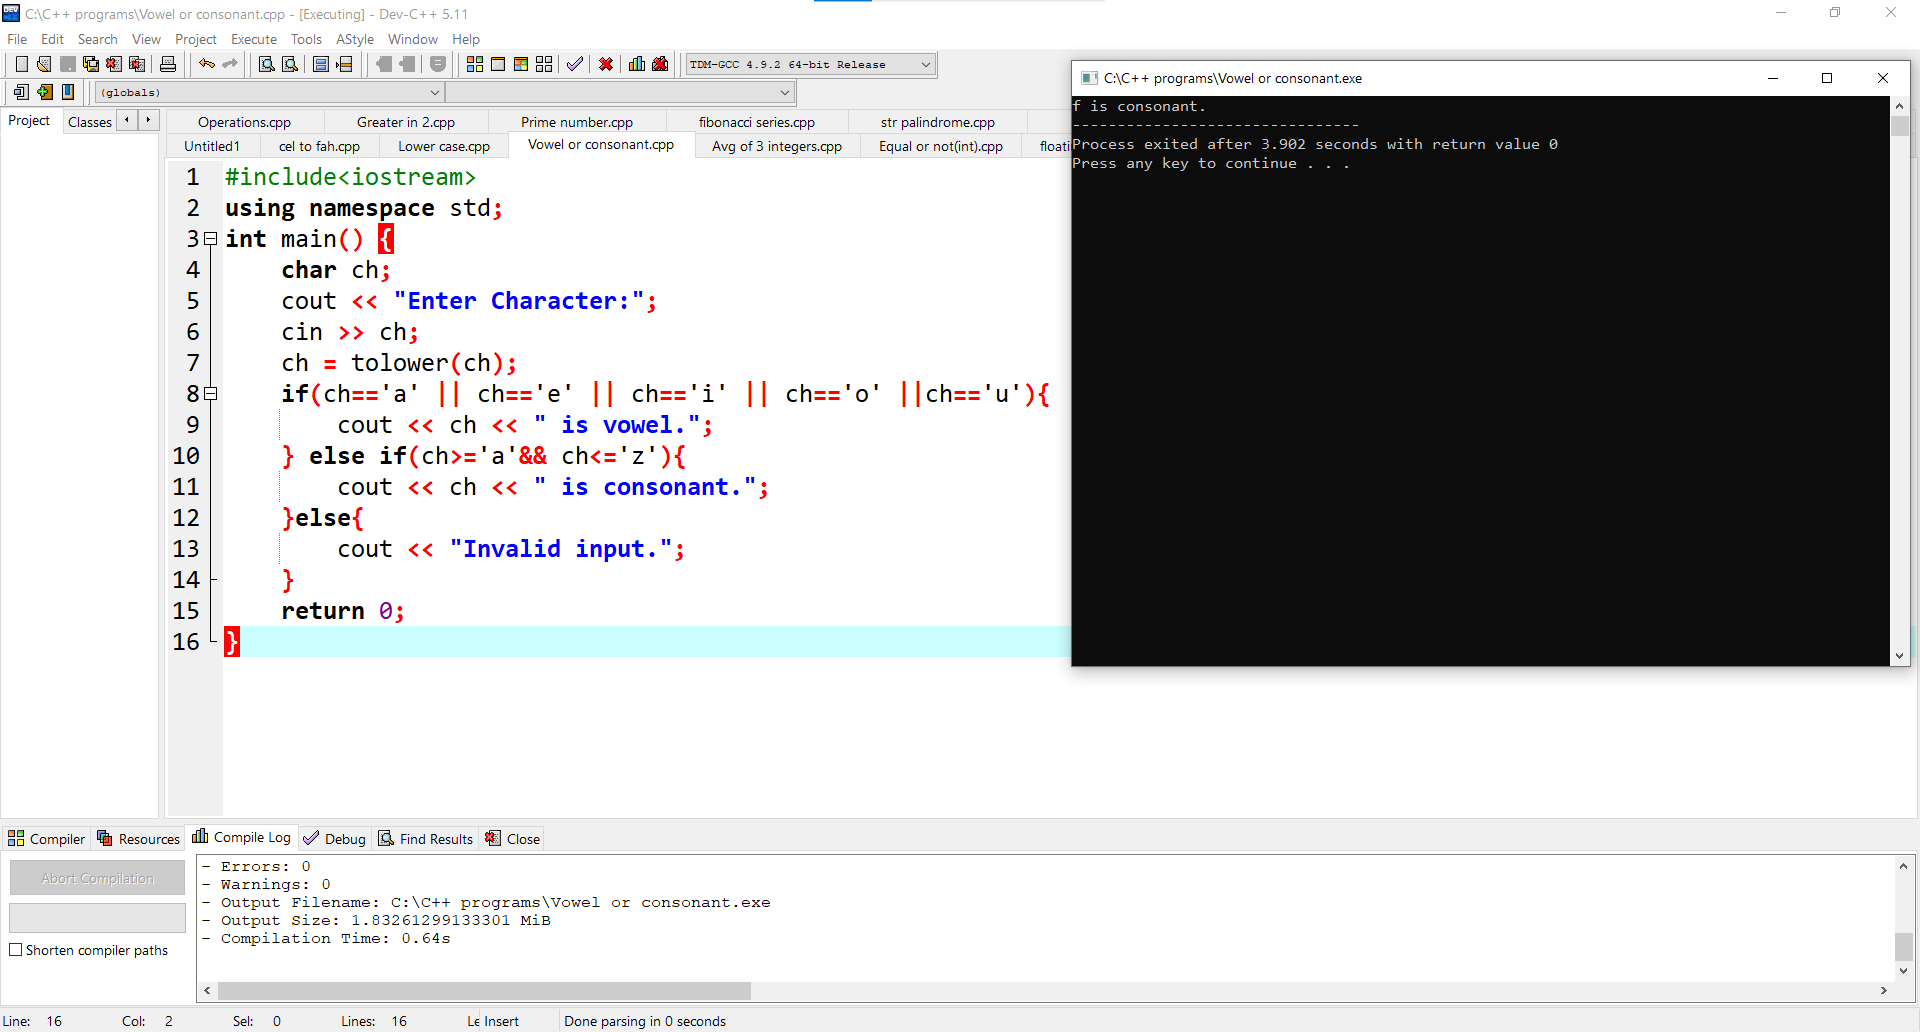 C:\C++ programs\Vowel or consonant.cpp - [Executing] - Dev-C++ 5.11
File Edit Search View Project Execute Tools AStyle Window Help
TDM-GCC 4.9.2 64-bit Release
(globals)
Project Classes
Operations.cpp Greater in 2.cpp Prime number.cpp fibonacci series.cpp str palindrome.cpp
Untitled1 cel to fah.cpp Lower case.cpp Vowel or consonant.cpp Avg of 3 integers.cpp Equal or not(int).cpp floati
1 #include<iostream>
2 using namespace std;
3 int main() {
4 char ch;
5 cout << "Enter Character:";
6 cin >> ch;
7 ch = tolower(ch);
8 if(ch=='a' || ch=='e' || ch=='i' || ch=='o' ||ch=='u'){
9 cout << ch << " is vowel.";
10 } else if(ch>='a'&& ch<='z'){
11 cout << ch << " is consonant.";
12 }else{
13 cout << "Invalid input.";
14 }
15 return 0;
16 }
C:\C++ programs\Vowel or consonant.exe
f is consonant.
--------------------------------
Process exited after 3.902 seconds with return value 0
Press any key to continue . . .
Compiler Resources Compile Log Debug Find Results Close
Abort Compilation
Shorten compiler paths
- Errors: 0
- Warnings: 0
- Output Filename: C:\C++ programs\Vowel or consonant.exe
- Output Size: 1.83261299133301 MiB
- Compilation Time: 0.64s
Line: 16 Col: 2 Sel: 0 Lines: 16 Le Insert Done parsing in 0 seconds